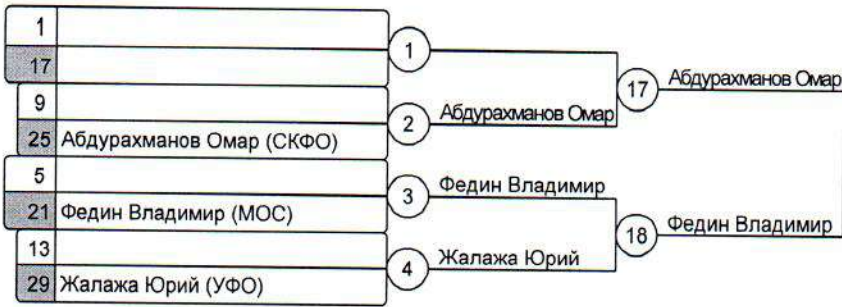 1
17
1
9
25 Абдурахманов Омар (СКФО)
2
Абдурахманов Омар
17
Абдурахманов Омар
5
21 Федин Владимир (МОС)
3
Федин Владимир
13
29 Жалажа Юрий (УФО)
4
Жалажа Юрий
18
Федин Владимир